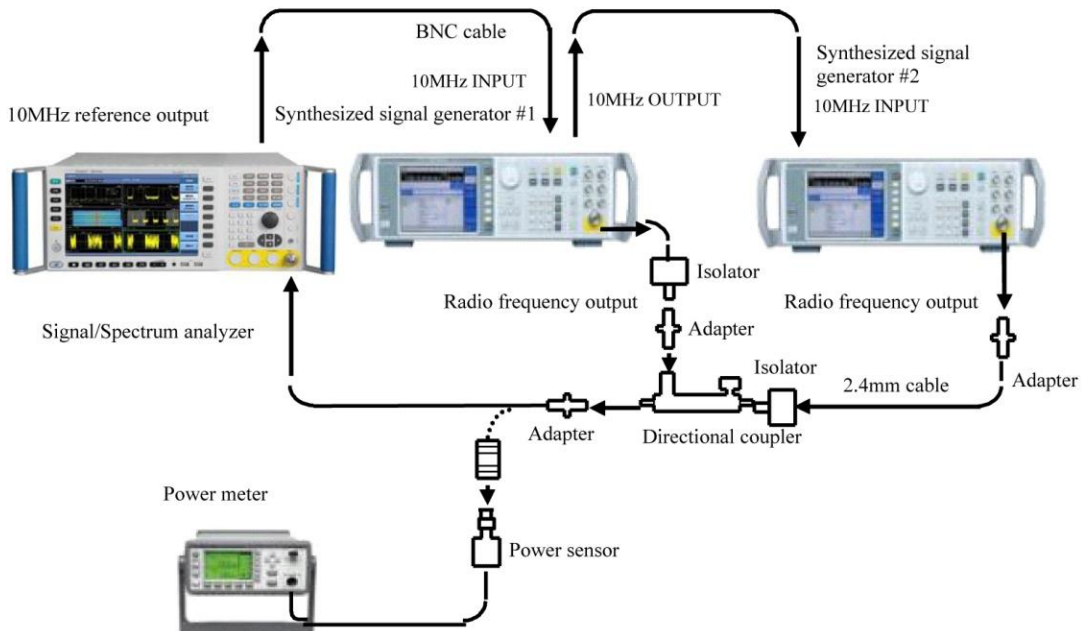 BNC cable
10MHz INPUT
Synthesized signal generator #1
10MHz reference output
10MHz OUTPUT
Synthesized signal
generator #2
10MHz INPUT
Isolator
Radio frequency output
Radio frequency output
Signal/Spectrum analyzer
Adapter
Isolator
2.4mm cable
Adapter
Adapter
Directional coupler
Power meter
Power sensor